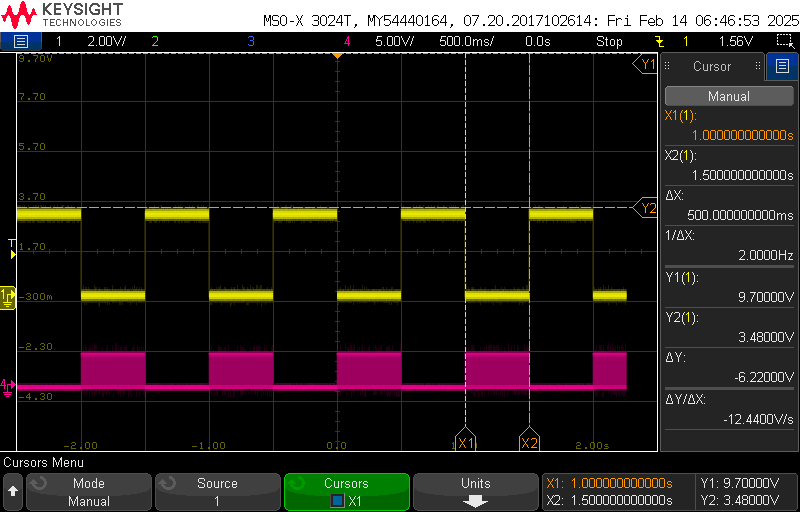 KEYSIGHT
TECHNOLOGIES
MSO-X 3024T, MY54440164, 07.20.2017102614: Fri Feb 14 06:46:53 2025
1 2.00V/ 2 3 4 5.00V/ 500.0ms/ 0.0s Stop 1 1.56V
9.70V
Y1
7.70
5.70
3.70
Y2
T
1.70
1
-300m
-2.30
4
-4.30
-2.00 -1.00 0.0 X1 X2 2.00s
Cursor
Manual
X1(1):
1.000000000000s
X2(1):
1.500000000000s
ΔX:
500.000000000ms
1/ΔX:
2.0000Hz
Y1(1):
9.70000V
Y2(1):
3.48000V
ΔY:
-6.22000V
ΔY/ΔX:
-12.4400V/s
Cursors Menu
Mode
Manual
Source
1
Cursors
X1
Units
X1: 1.000000000000s
X2: 1.500000000000s
Y1: 9.70000V
Y2: 3.48000V